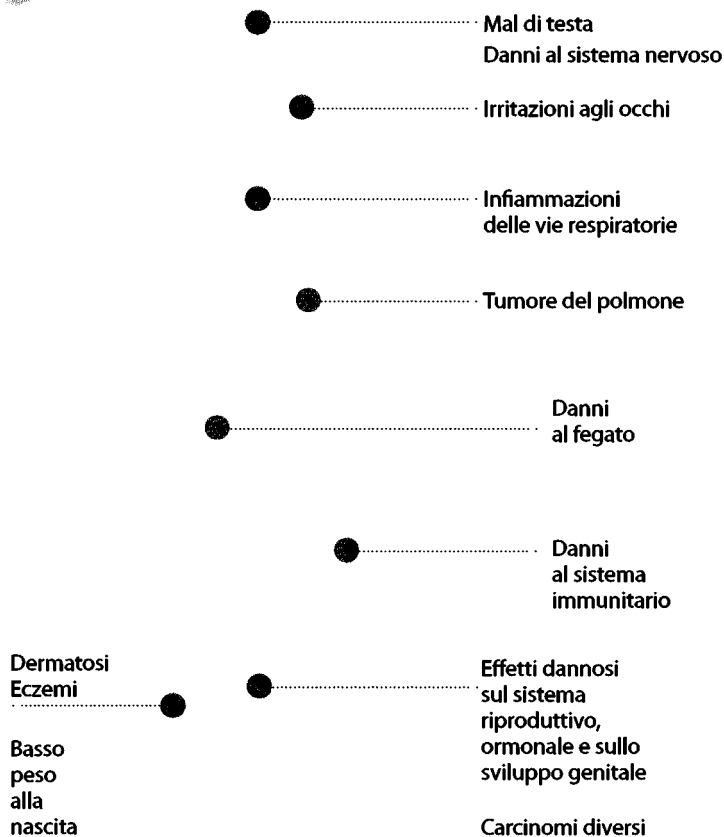 Mal di testa
Danni al sistema nervoso
Irritazioni agli occhi
Infiammazioni
delle vie respiratorie
Tumore del polmone
Danni
al fegato
Danni
al sistema
immunitario
Dermatosi
Eczemi
Basso
peso
alla
nascita
Effetti dannosi
sul sistema
riproduttivo,
ormonale e sullo
sviluppo genitale
Carcinomi diversi